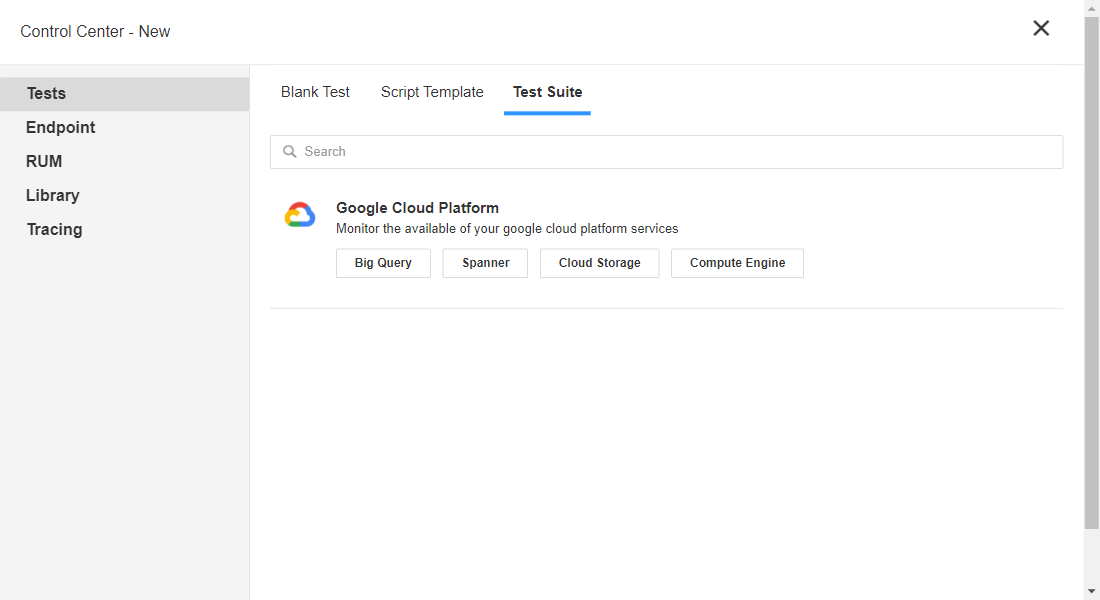 Control Center - New
Tests
Endpoint
RUM
Library
Tracing
Blank Test Script Template Test Suite
Search
Google Cloud Platform
Monitor the available of your google cloud platform services
Big Query Spanner Cloud Storage Compute Engine